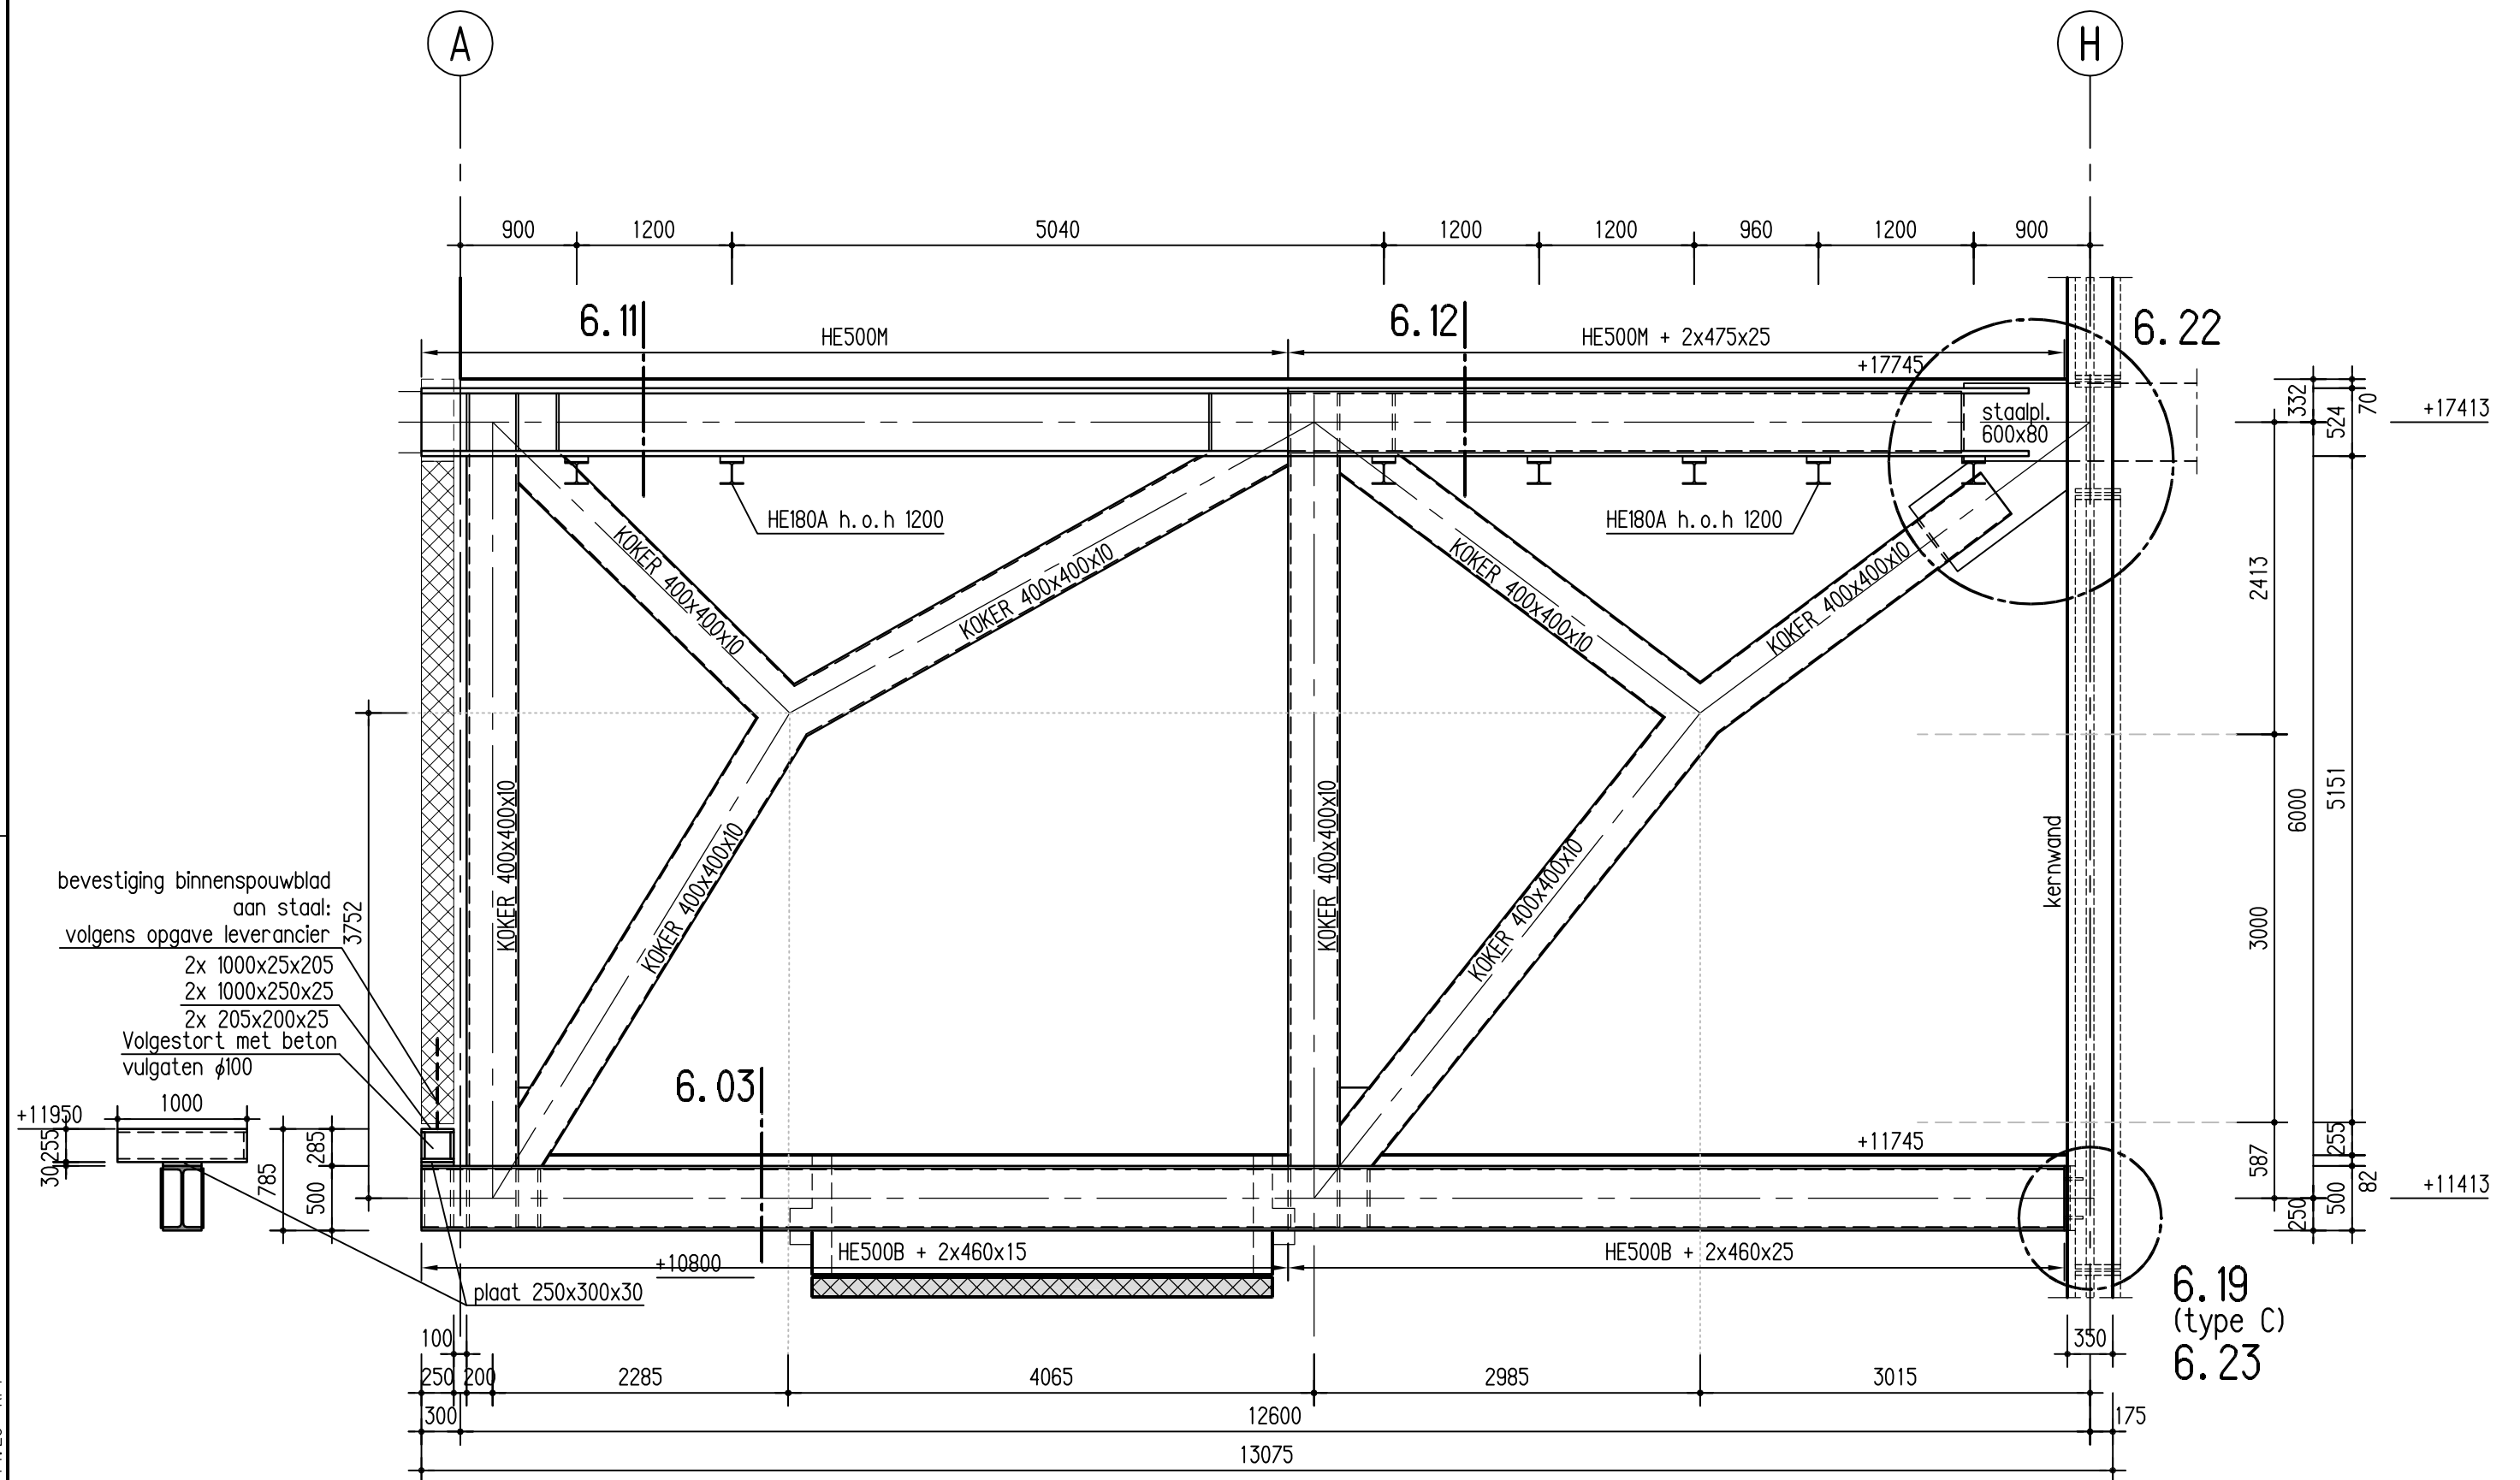 A
H
900
1200
5040
1200
1200
960
1200
900
6.11
6.12
6.22
HE500M
HE500M + 2x475x25
+17745
staalpl.
600x80
332
70
524
+17413
HE180A h.o.h 1200
HE180A h.o.h 1200
KOKER 400x400x10
KOKER 400x400x10
KOKER 400x400x10
KOKER 400x400x10
2413
KOKER 400x400x10
KOKER 400x400x10
KOKER 400x400x10
KOKER 400x400x10
kernwand
6000
5151
3000
3752
bevestiging binnenspouwblad
aan staal:
volgens opgave leverancier
2x 1000x25x205
2x 1000x250x25
2x 205x200x25
Volgestort met beton
vulgaten ϕ100
6.03
1000
+11950
255
30
785
285
500
+11745
587
255
500
82
250
+11413
HE500B + 2x460x15
HE500B + 2x460x25
+10800
plaat 250x300x30
6.19
(type C)
6.23
100
350
250
200
2285
4065
2985
3015
300
12600
175
13075